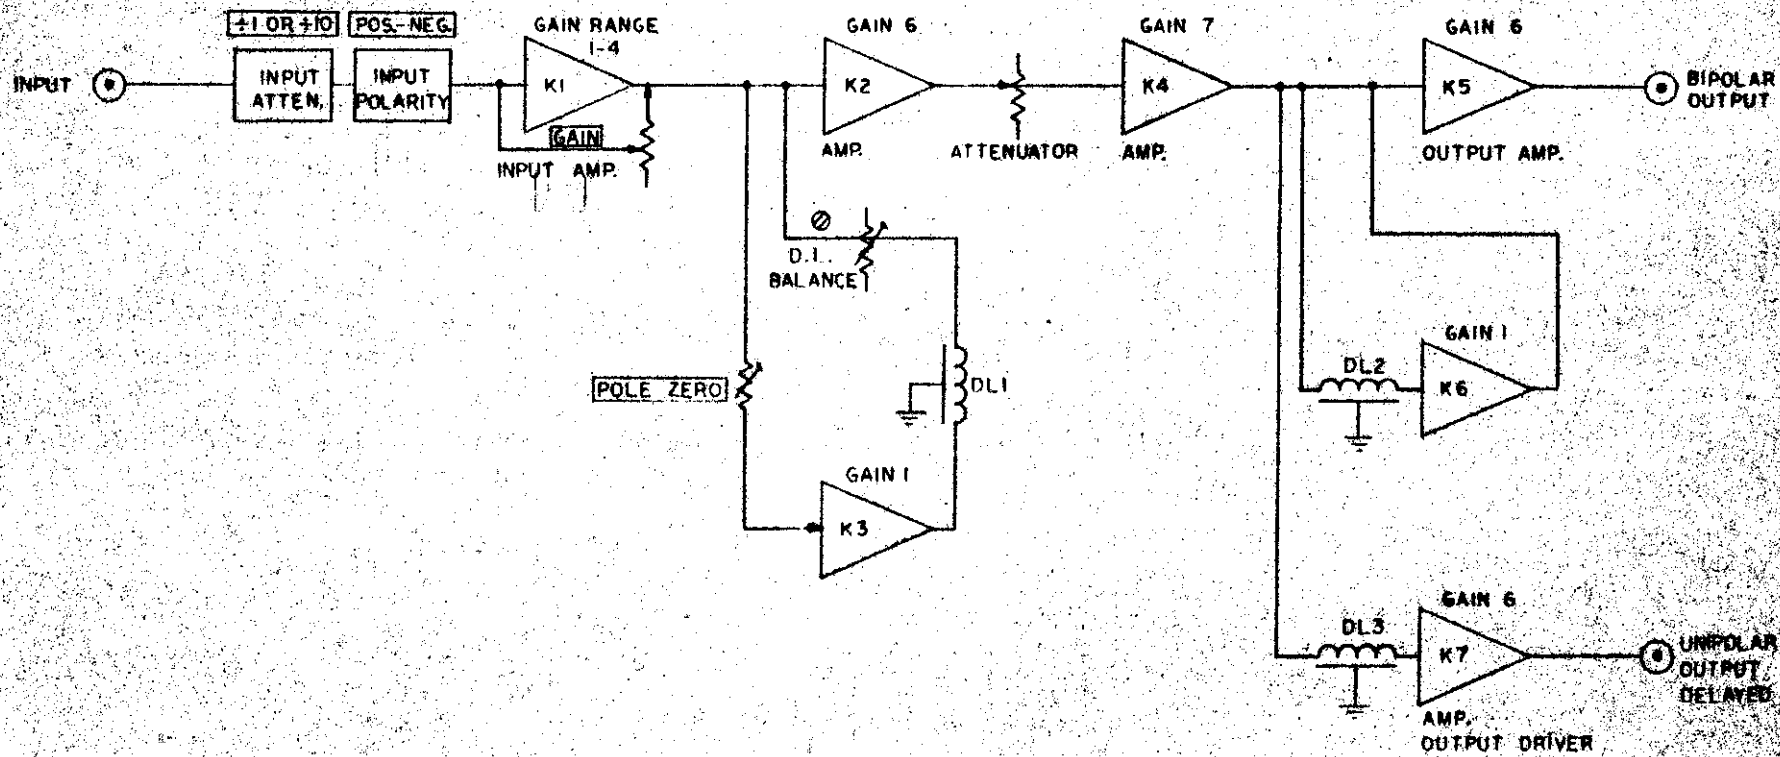 ÷1 OR ÷10
POS.-NEG.
GAIN RANGE
1-4
GAIN 6
GAIN 7
GAIN 6
INPUT
INPUT
ATTEN.
INPUT
POLARITY
K1
K2
K4
K5
BIPOLAR
OUTPUT
GAIN
INPUT AMP.
AMP.
ATTENUATOR
AMP.
OUTPUT AMP.
D.1..
BALANCE
POLE ZERO
DL1
GAIN 1
DL2
K6
GAIN 1
K3
GAIN 6
DL3
K7
UNIPOLAR
OUTPUT
DELAYED
AMP.
OUTPUT DRIVER